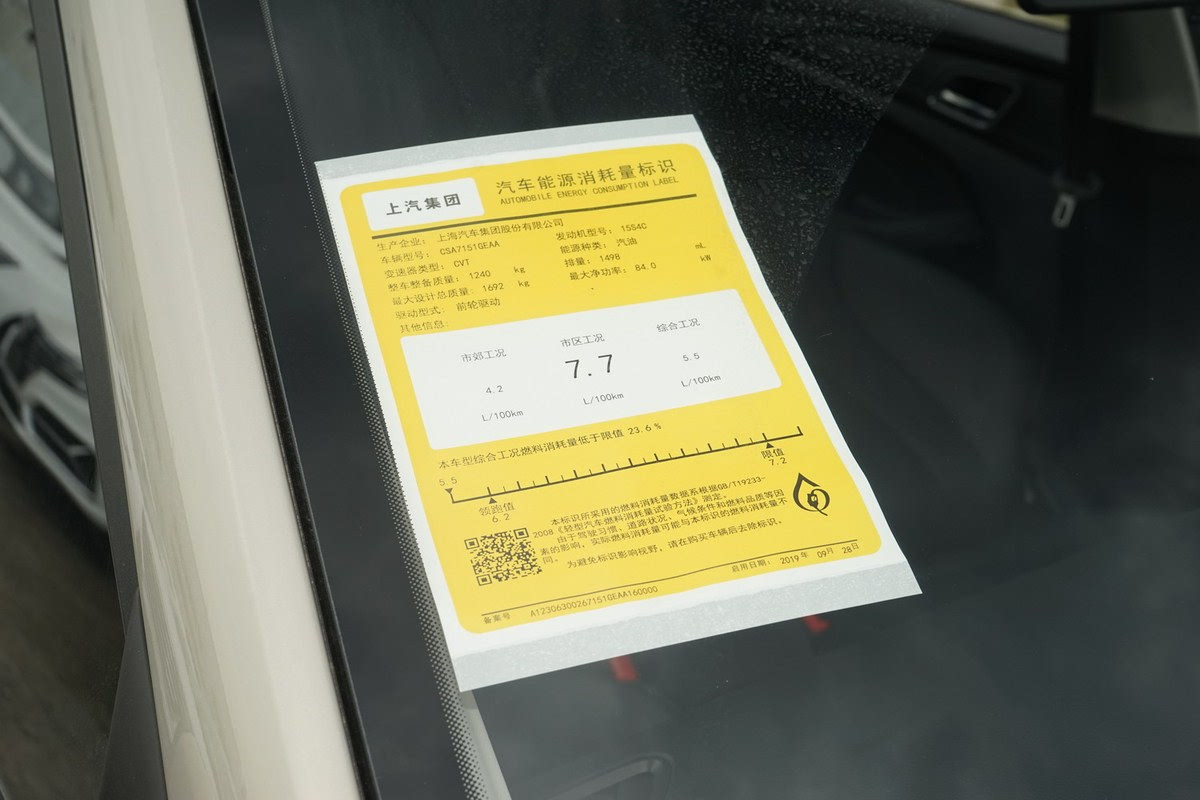 上汽集团
汽车能源消耗量标识
AUTOMOBILE ENERGY CONSUMPTION LABEL
生产企业: 上海汽车集团股份有限公司
车辆型号: CSA7151GEAA
发动机型号: 15S4C
变速器类型: CVT
能源种类: 汽油
整车整备质量: 1240 kg
排量: 1498 mL
最大设计总质量: 1692 kg
最大净功率: 84.0 kW
驱动型式: 前轮驱动
其他信息:
市郊工况 市区工况 综合工况
4.2 7.7 5.5
L/100km L/100km L/100km
本车型综合工况燃料消耗量低于限值 23.6 %
5.5
领跑值
6.2
限值
7.2
本标识所采用的燃料消耗量数据系根据GB/T19233-
2008《轻型汽车燃料消耗量试验方法》测定。
由于驾驶习惯、道路状况、气候条件和燃料品质等因
素的影响,实际燃料消耗量可能与本标识的燃料消耗量不
同。
为避免标识影响视野,请在购买车辆后去除标识。
备案号 A12306300267151GEAA160000
启用日期: 2019 年 09月 28日